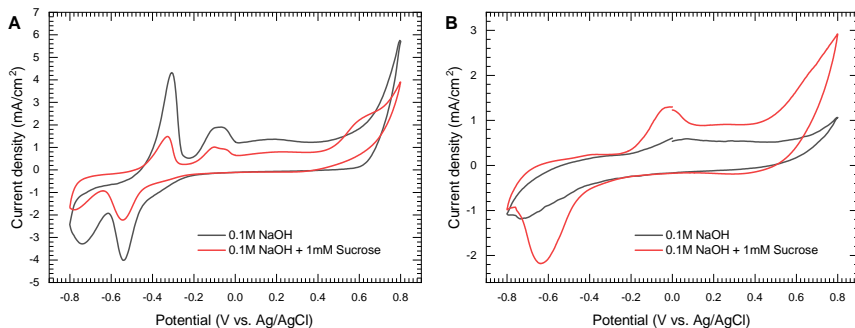 A
7
6
5
4
3
2
1
0
-1
-2
-3
-4
-5
Current density (mA/cm²)
-0.8 -0.6 -0.4 -0.2 0.0 0.2 0.4 0.6 0.8
Potential (V vs. Ag/AgCl)
0.1M NaOH
0.1M NaOH + 1mM Sucrose
B
3
2
1
0
-1
-2
Current density (mA/cm²)
-0.8 -0.6 -0.4 -0.2 0.0 0.2 0.4 0.6 0.8
Potential (V vs. Ag/AgCl)
0.1M NaOH
0.1M NaOH + 1mM Sucrose